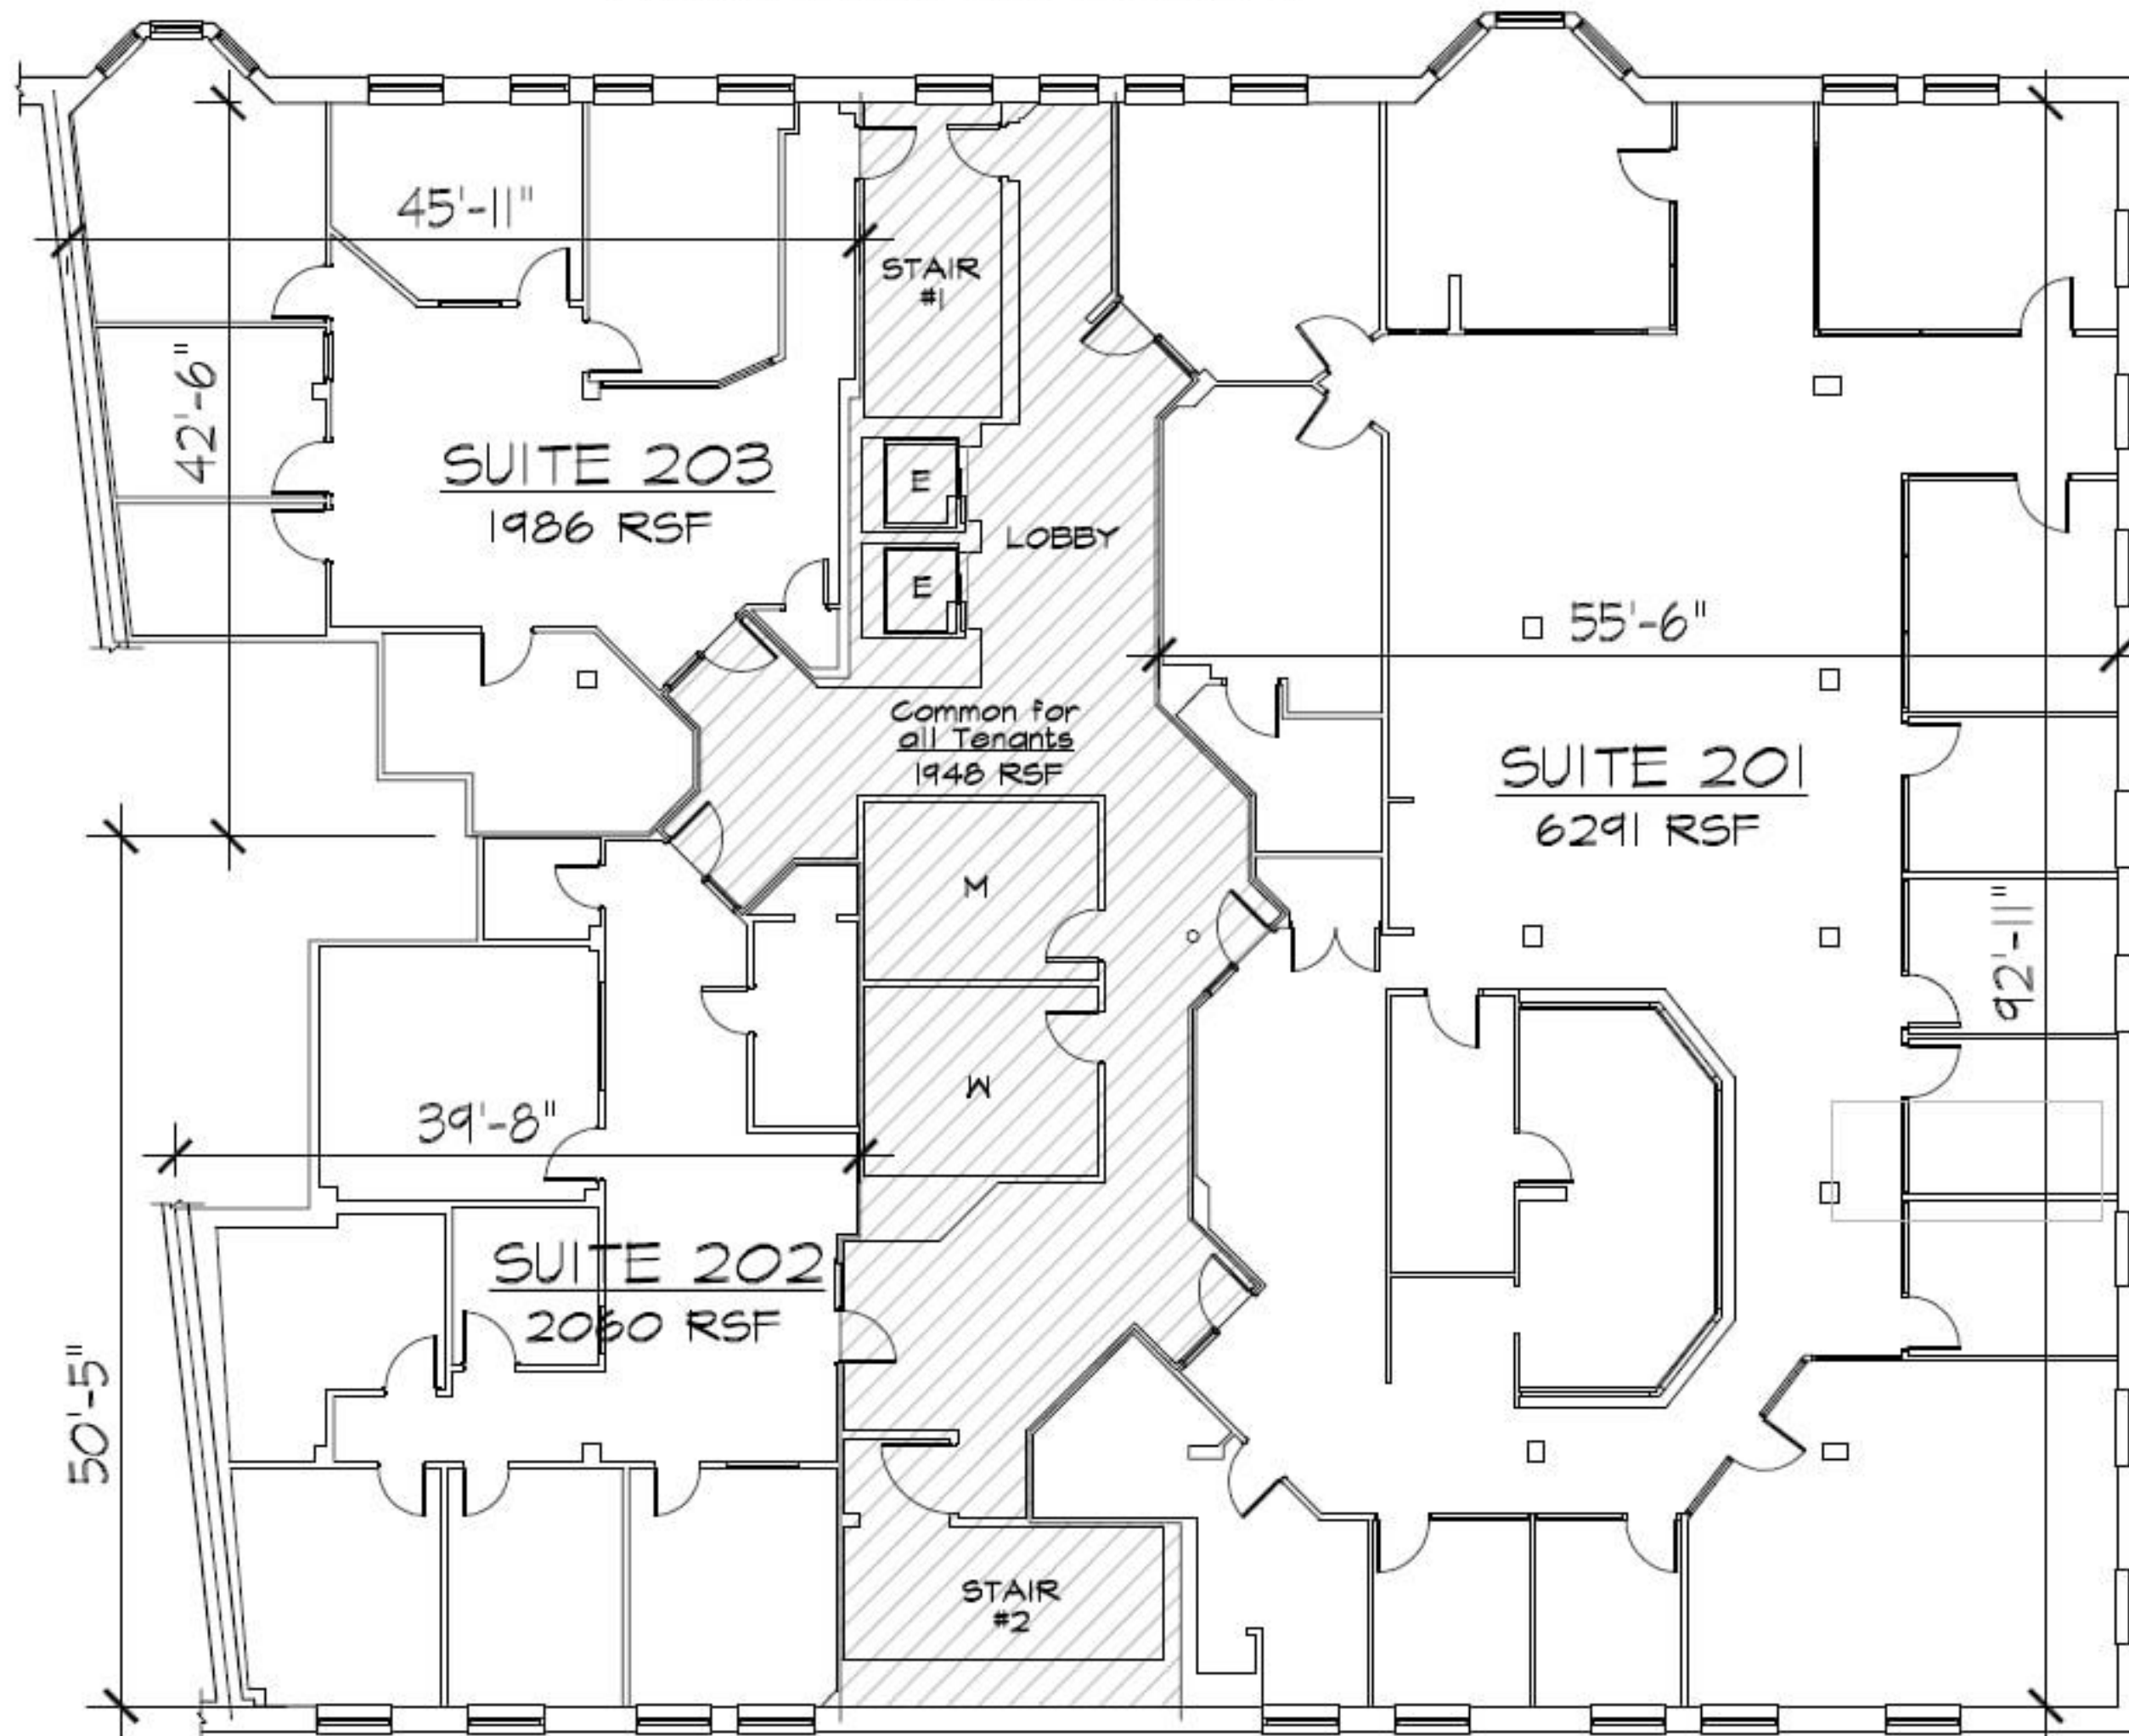 45'-11"
STAIR
#1
42'-6"
SUITE 203
1986 RSF
E
LOBBY
E
55'-6"
Common for
all Tenants
1948 RSF
SUITE 201
6291 RSF
M
92'-11"
W
39'-8"
SUITE 202
2060 RSF
50'-5"
STAIR
#2